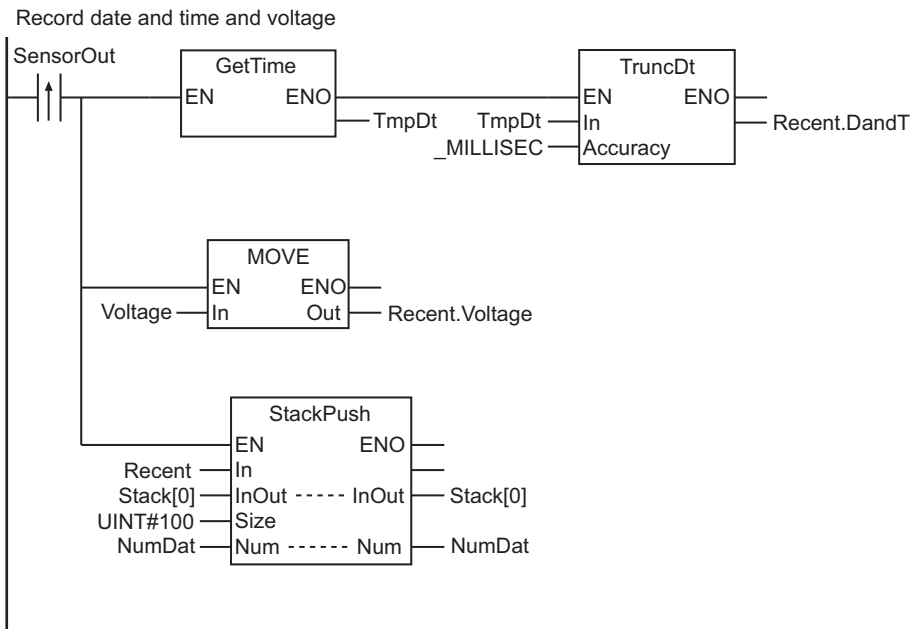 Record date and time and voltage
SensorOut
GetTime
EN ENO
TmpDt
TruncDt
EN ENO
TmpDt In Recent.DandT
_MILLISEC Accuracy
MOVE
EN ENO
Voltage In Out Recent.Voltage
StackPush
EN ENO
Recent In
Stack[0] InOut ----- InOut Stack[0]
UINT#100 Size
NumDat Num ------ Num NumDat